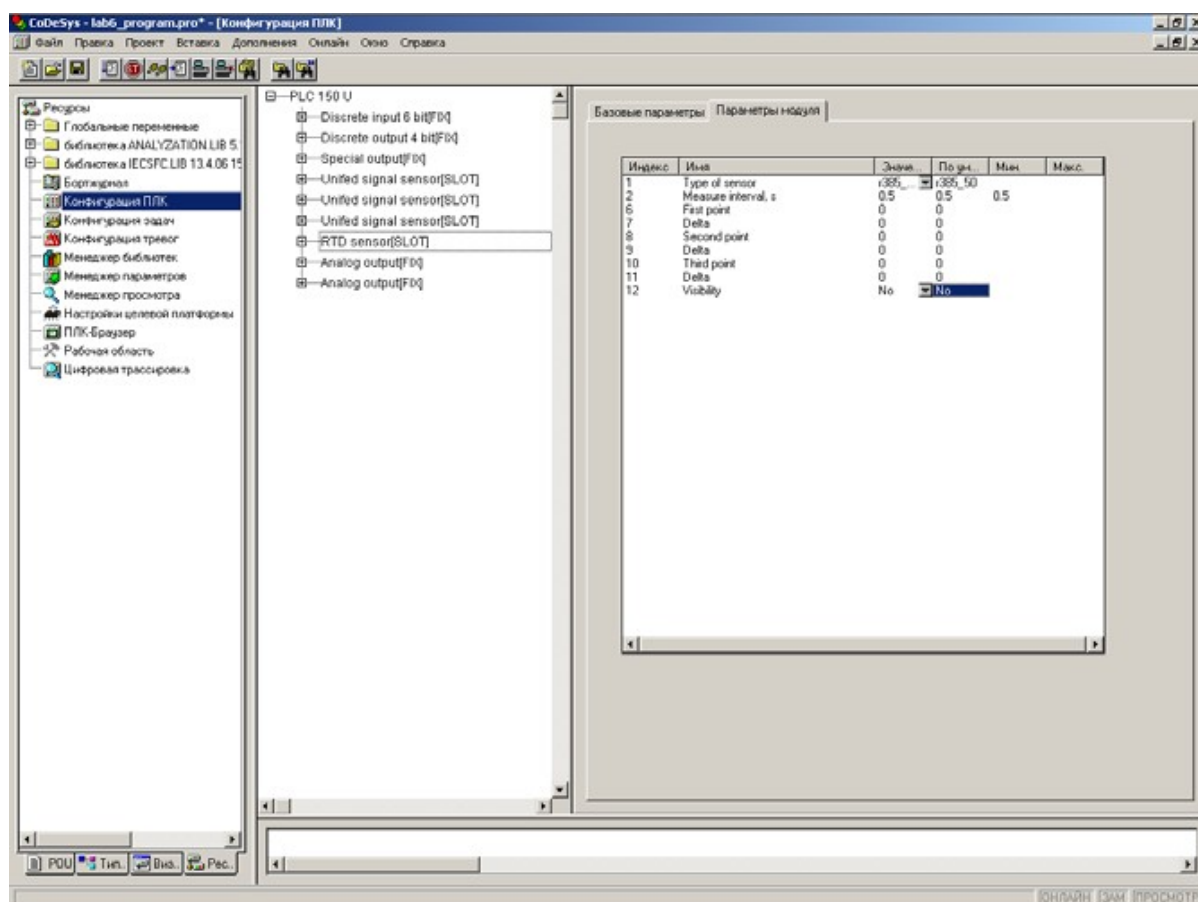 CoDeSys - lab6_program.pro* - [Конфигурация ПЛК]
Файл Правка Проект Вставка Дополнения Онлайн Окно Справка
Ресурсы
Глобальные переменные
библиотека ANALYZATION.LIB 5.
библиотека IECSFC.LIB 13.4.06 15
Бортжурнал
Конфигурация ПЛК
Конфигурация задач
Конфигурация тревог
Менеджер библиотек
Менеджер параметров
Менеджер просмотра
Настройки целевой платформы
ПЛК-Браузер
Рабочая область
Цифровая трассировка
POU Тип.. Виз.. Рес..
PLC 150 U
Discrete input 6 bit[FIX]
Discrete output 4 bit[FIX]
Special output[FIX]
Unifed signal sensor[SLOT]
Unifed signal sensor[SLOT]
Unifed signal sensor[SLOT]
RTD sensor[SLOT]
Analog output[FIX]
Analog output[FIX]
Базовые параметры Параметры модуля
Индекс Имя Значе... По ум... Мин. Макс.
1 Type of sensor r385_... r385_50
2 Measure interval, s 0.5 0.5 0.5
6 First point 0 0
7 Delta 0 0
8 Second point 0 0
9 Delta 0 0
10 Third point 0 0
11 Delta 0 0
12 Visibility No No
ОНЛАЙН ЗАМ ПРОСМОТР